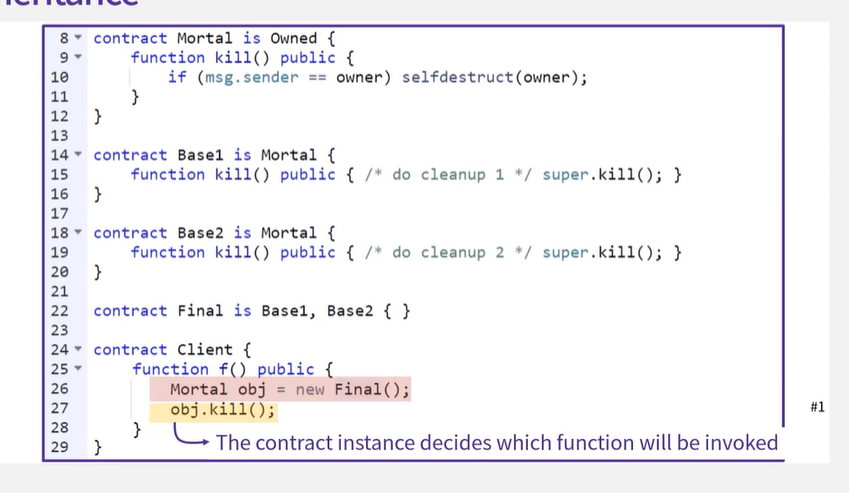 8 contract Mortal is Owned {
9 function kill() public {
10 if (msg.sender == owner) selfdestruct(owner);
11 }
12 }
13
14 contract Base1 is Mortal {
15 function kill() public { /* do cleanup 1 */ super.kill(); }
16 }
17
18 contract Base2 is Mortal {
19 function kill() public { /* do cleanup 2 */ super.kill(); }
20 }
21
22 contract Final is Base1, Base2 { }
23
24 contract Client {
25 function f() public {
26 Mortal obj = new Final();
27 obj.kill();
#1
28 }
The contract instance decides which function will be invoked
29 }